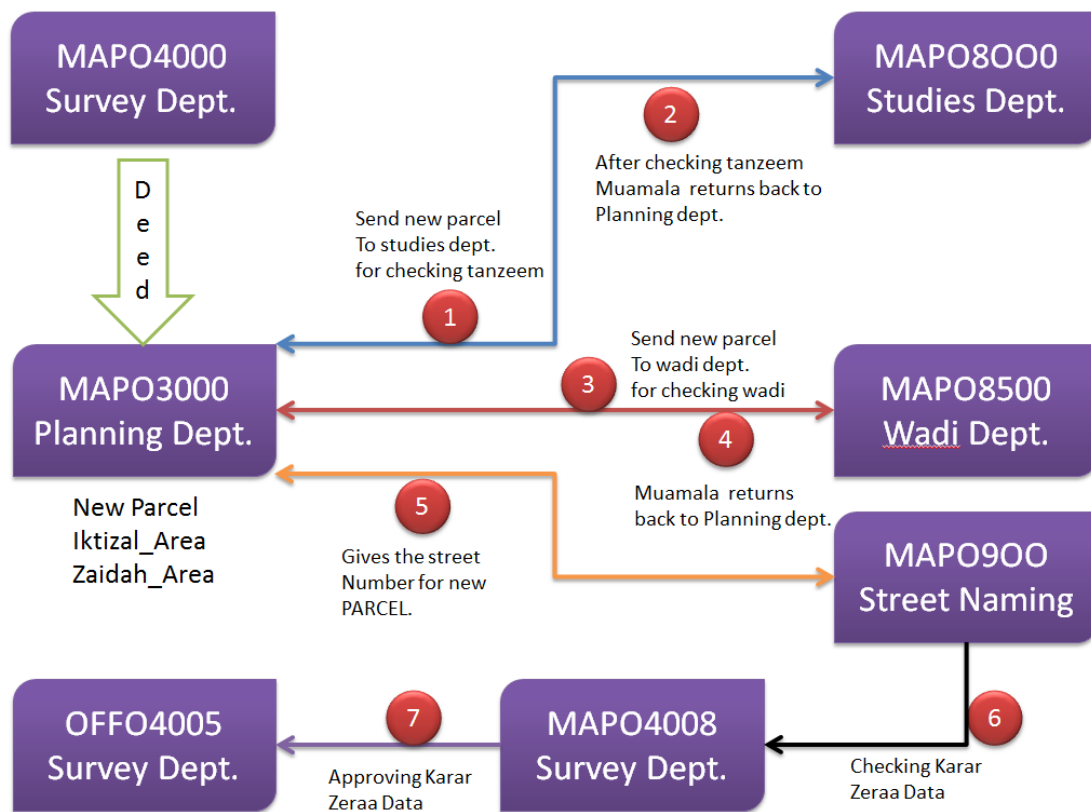 MAPO4000
Survey Dept.
MAPO8OO0
Studies Dept.
D
e
e
d
2
After checking tanzeem
Muamala returns back to
Planning dept.
Send new parcel
To studies dept.
for checking tanzeem
1
MAPO3000
Planning Dept.
Send new parcel
To wadi dept.
for checking wadi
3
MAPO8500
Wadi Dept.
4
Muamala returns
back to Planning dept.
New Parcel
Iktizal_Area
Zaidah_Area
5
Gives the street
Number for new
PARCEL.
MAPO9OO
Street Naming
6
Checking Karar
Zeraa Data
MAPO4008
Survey Dept.
7
Approving Karar
Zeraa Data
OFFO4005
Survey Dept.